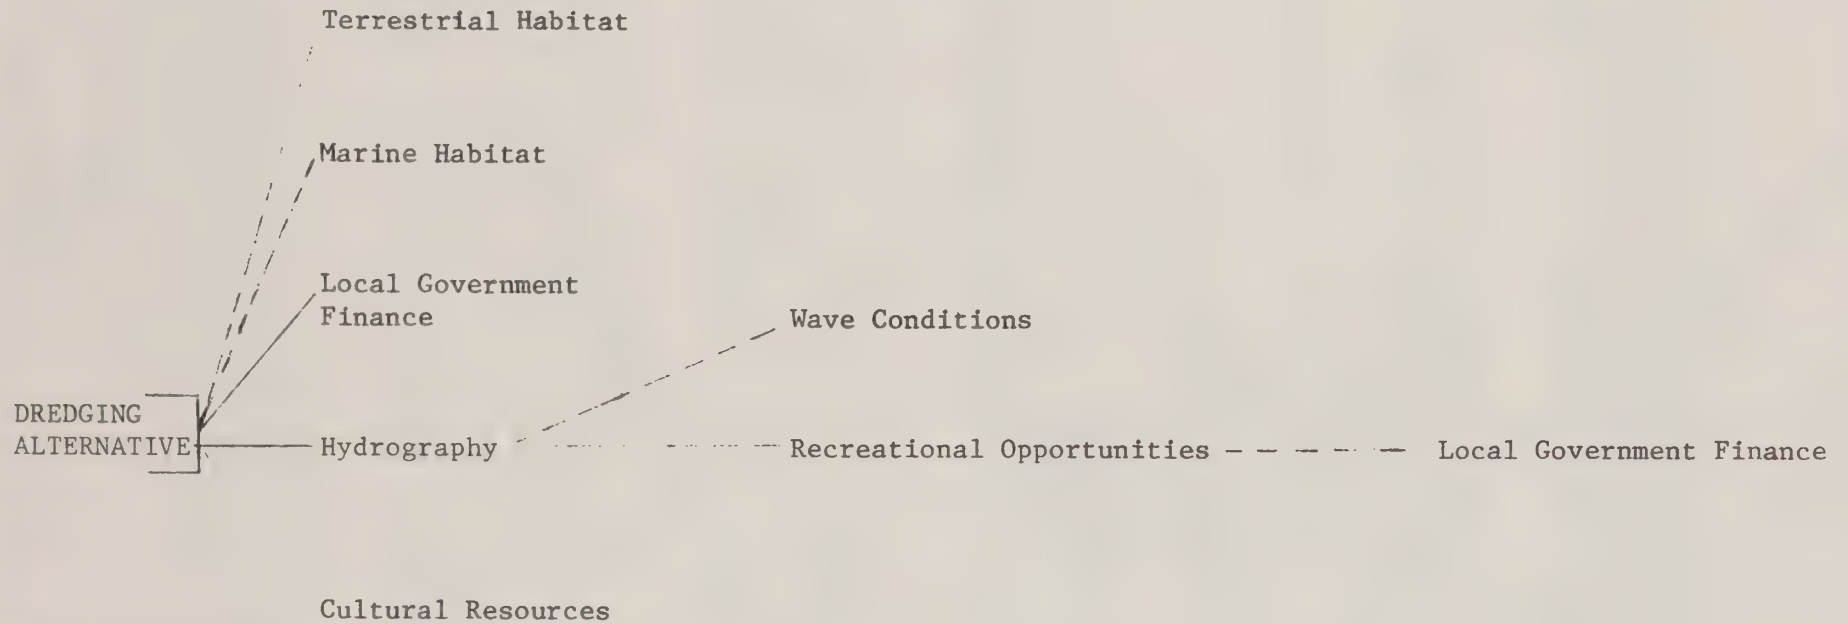 Terrestrial Habitat
Marine Habitat
Local Government
Finance
Wave Conditions
DREDGING
ALTERNATIVE
Hydrography
Recreational Opportunities
Local Government Finance
Cultural Resources